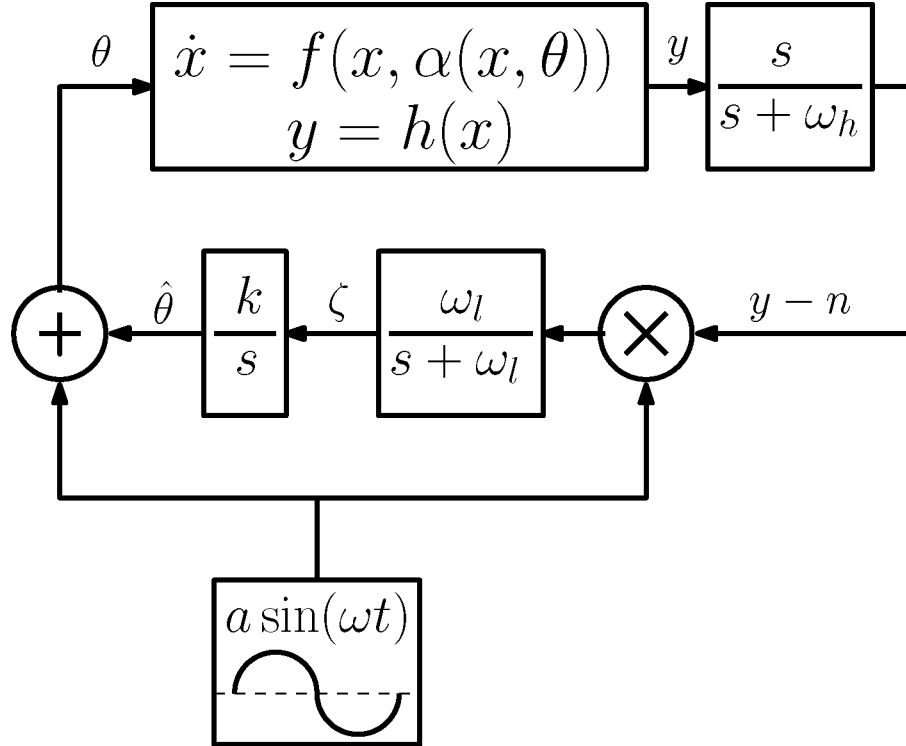 θ
ẋ = f(x, α(x, θ))
y = h(x)
y
s
s + ω_h
θ̂
k
s
ζ
ω_l
s + ω_l
y − n
a sin(ωt)